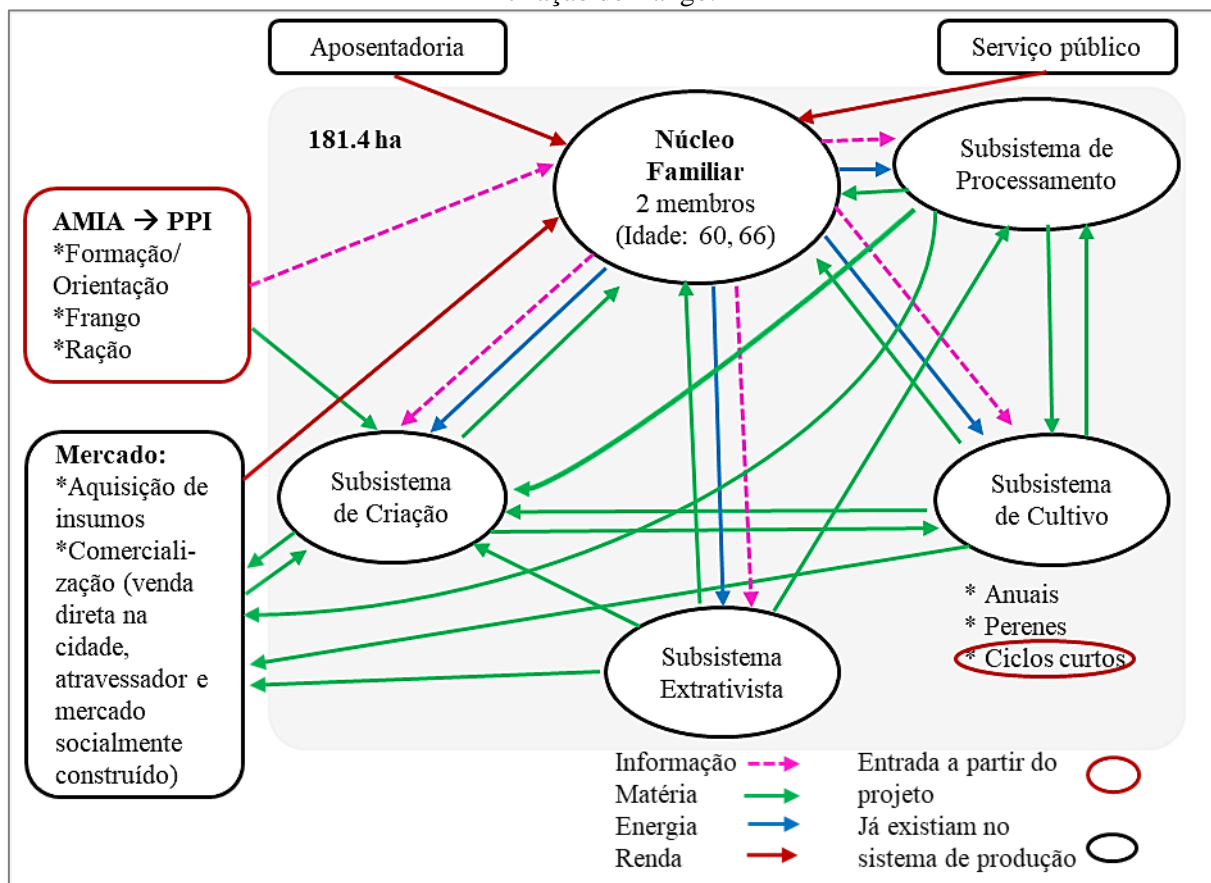 Aposentadoria
Serviço público
181.4 ha
Núcleo
Familiar
2 membros
(Idade: 60, 66)
Subsistema de
Processamento
AMIA → PPI
*Formação/
Orientação
*Frango
*Ração
Mercado:
*Aquisição de
insumos
*Comerciali-
zação (venda
direta na
cidade,
atravessador e
mercado
socialmente
construído)
Subsistema
de Criação
Subsistema
de Cultivo
* Anuais
* Perenes
* Ciclos curtos
Subsistema
Extrativista
Informação
Matéria
Energia
Renda
Entrada a partir do
projeto
Já existiam no
sistema de produção